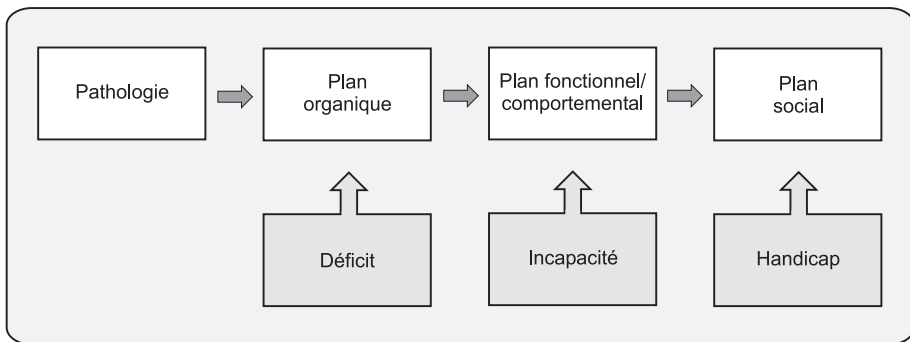 Pathologie
Plan
organique
Plan fonctionnel/
comportemental
Plan
social
Déficit
Incapacité
Handicap